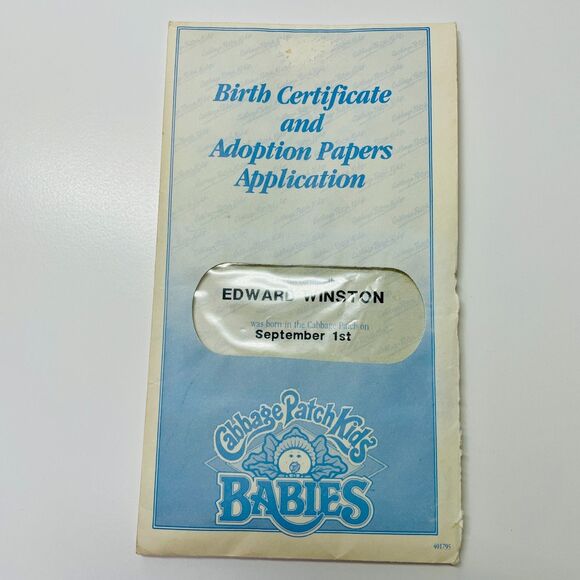 Birth Certificate
and
Adoption Papers
Application
EDWARD WINSTON
was born in the Cabbage Patch on
September 1st
Cabbage Patch Kids
BABIES
401795